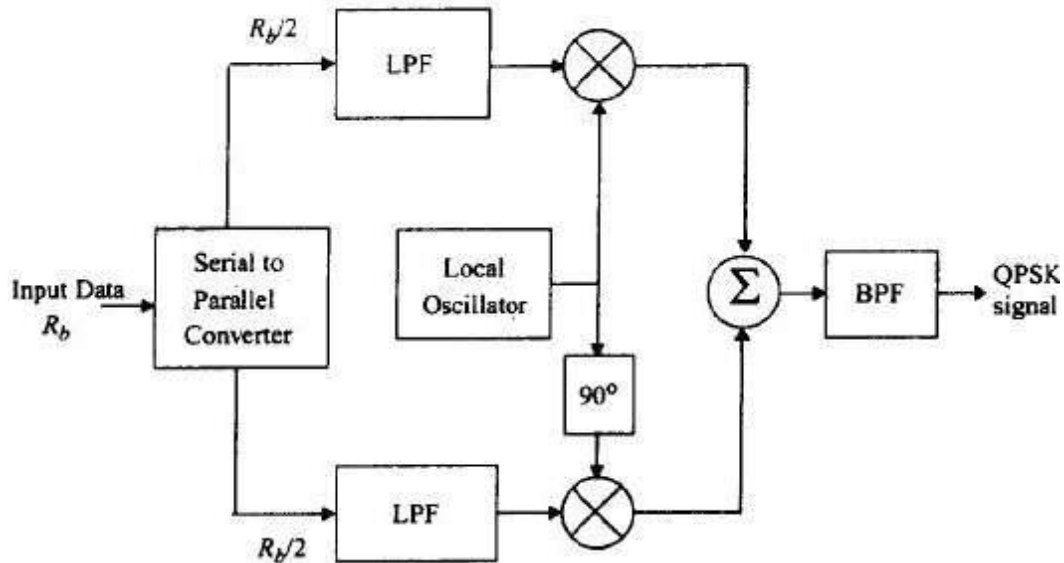 R_b/2
LPF
Serial to
Parallel
Converter
Input Data
R_b
Local
Oscillator
90°
Σ
BPF
QPSK
signal
LPF
R_b/2